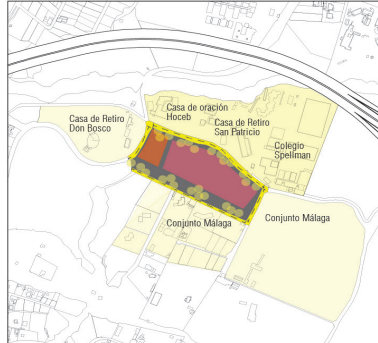 Casa de oración
Hoceb
Casa de Retiro
Don Bosco
Casa de Retiro
San Patricio
Colegio
Spellman
Conjunto Málaga
Conjunto Málaga